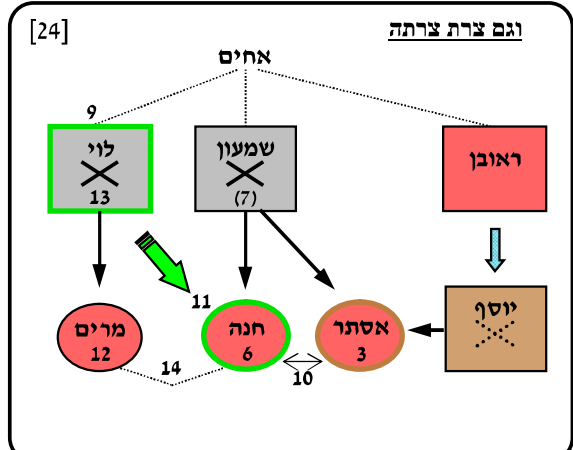 וגם צרת צרתה
[24]
אחים
9
ראובן
שמעון
(7)
לוי
13
11
יוסף
אסתר
3
חנה
6
מרים
12
10
14